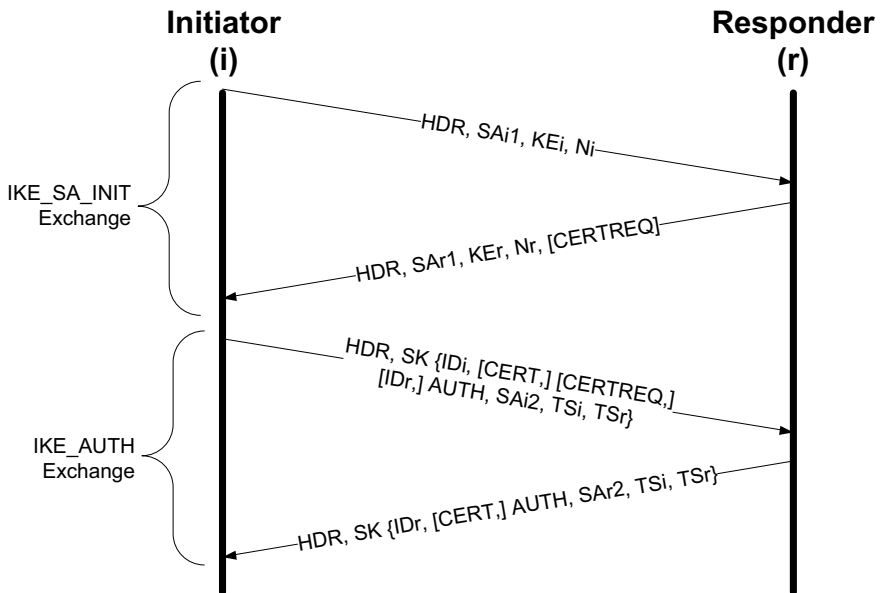 Initiator
(i)
Responder
(r)
HDR, SAi1, KEi, Ni
IKE_SA_INIT
Exchange
HDR, SAr1, KEr, Nr, [CERTREQ]
HDR, SK {IDi, [CERT,] [CERTREQ,]
[IDr,] AUTH, SAi2, TSi, TSr}
IKE_AUTH
Exchange
HDR, SK {IDr, [CERT,] AUTH, SAr2, TSi, TSr}